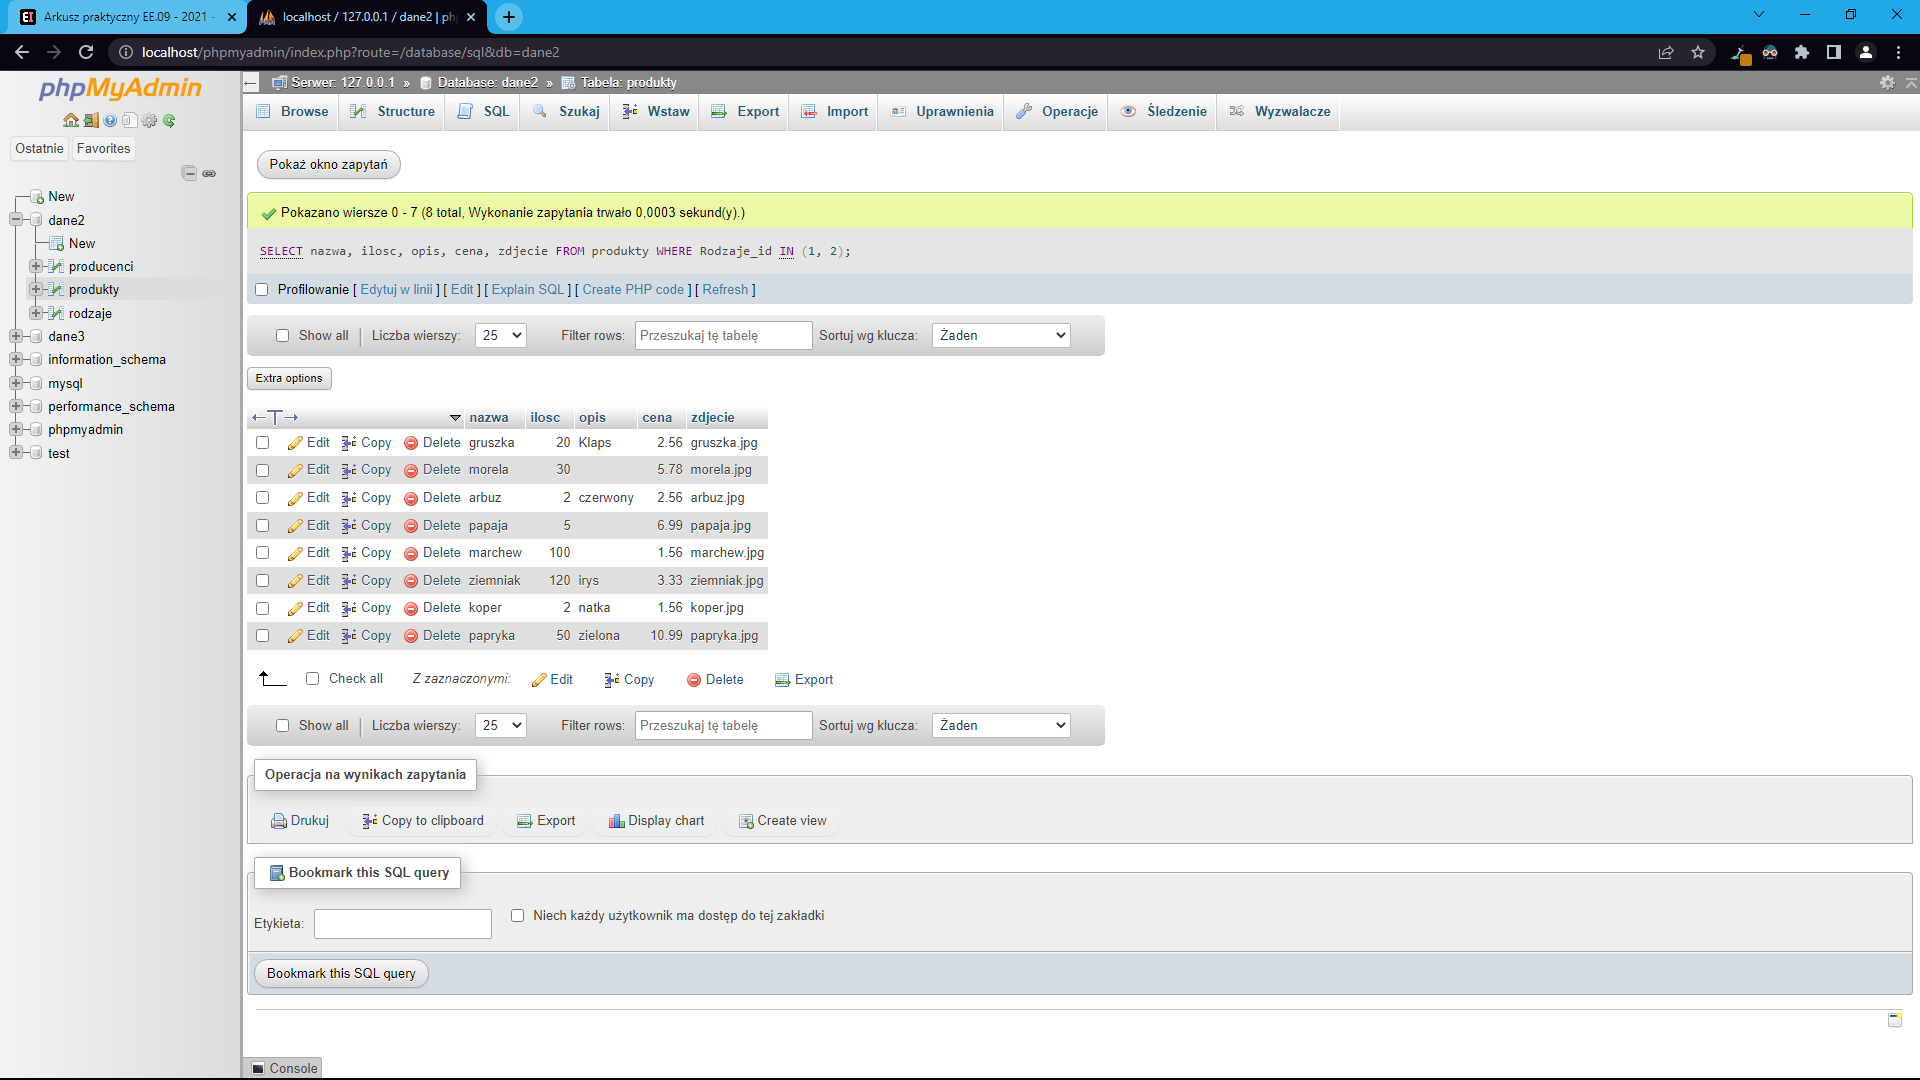 Arkusz praktyczny EE.09 - 2021 -
localhost / 127.0.0.1 / dane2 | ph
localhost/phpmyadmin/index.php?route=/database/sql&db=dane2
phpMyAdmin
Ostatnie Favorites
New
dane2
New
producenci
produkty
rodzaje
dane3
information_schema
mysql
performance_schema
phpmyadmin
test
Serwer: 127.0.0.1 » Database: dane2 » Tabela: produkty
Browse Structure SQL Szukaj Wstaw Export Import Uprawnienia Operacje Śledzenie Wyzwalacze
Pokaż okno zapytań
Pokazano wiersze 0 - 7 (8 total, Wykonanie zapytania trwało 0,0003 sekund(y).)
SELECT nazwa, ilosc, opis, cena, zdjecie FROM produkty WHERE Rodzaje_id IN (1, 2);
Profilowanie [ Edytuj w linii ] [ Edit ] [ Explain SQL ] [ Create PHP code ] [ Refresh ]
Show all Liczba wierszy: 25 Filter rows: Przeszukaj tę tabelę Sortuj wg klucza: Żaden
Extra options
nazwa ilosc opis cena zdjecie
Edit Copy Delete gruszka 20 Klaps 2.56 gruszka.jpg
Edit Copy Delete morela 30 5.78 morela.jpg
Edit Copy Delete arbuz 2 czerwony 2.56 arbuz.jpg
Edit Copy Delete papaja 5 6.99 papaja.jpg
Edit Copy Delete marchew 100 1.56 marchew.jpg
Edit Copy Delete ziemniak 120 irys 3.33 ziemniak.jpg
Edit Copy Delete koper 2 natka 1.56 koper.jpg
Edit Copy Delete papryka 50 zielona 10.99 papryka.jpg
Check all Z zaznaczonymi: Edit Copy Delete Export
Show all Liczba wierszy: 25 Filter rows: Przeszukaj tę tabelę Sortuj wg klucza: Żaden
Operacja na wynikach zapytania
Drukuj Copy to clipboard Export Display chart Create view
Bookmark this SQL query
Etykieta: Niech każdy użytkownik ma dostęp do tej zakładki
Bookmark this SQL query
Console